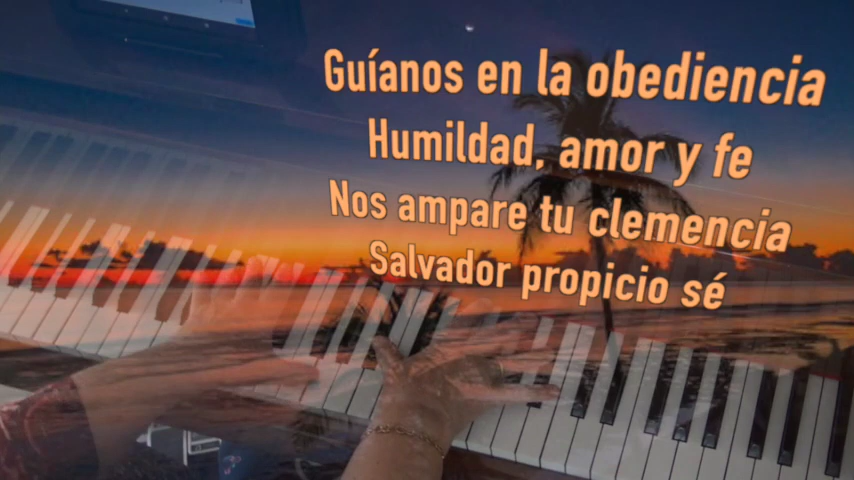 Guíanos en la obediencia
Humildad, amor y fe
Nos ampare tu clemencia
Salvador propicio sé